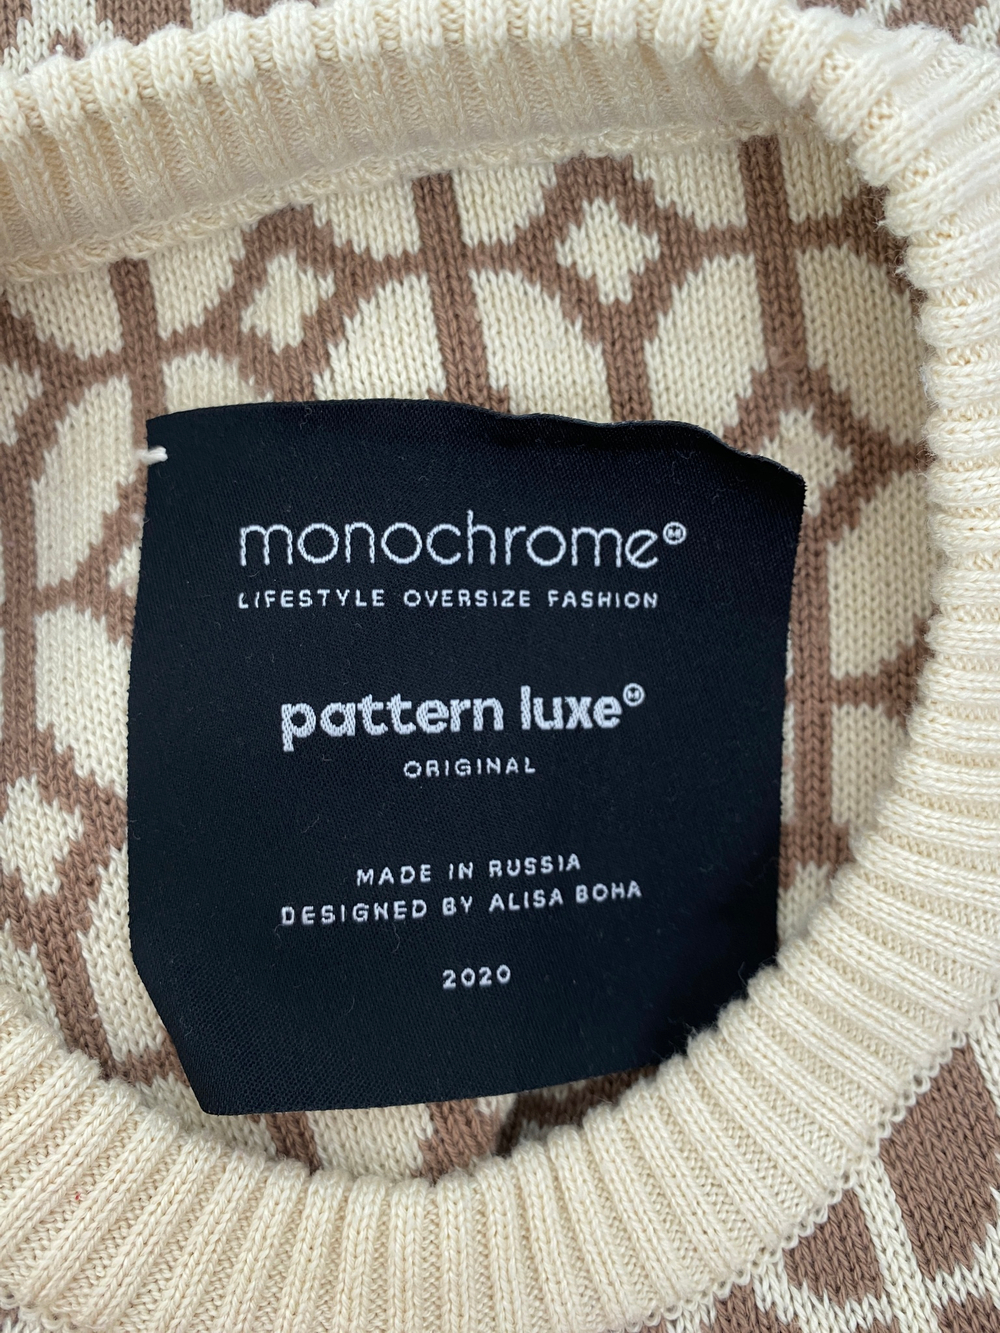 monochrome®
LIFESTYLE OVERSIZE FASHION
pattern luxe®
ORIGINAL
MADE IN RUSSIA
DESIGNED BY ALISA BOHA
2020